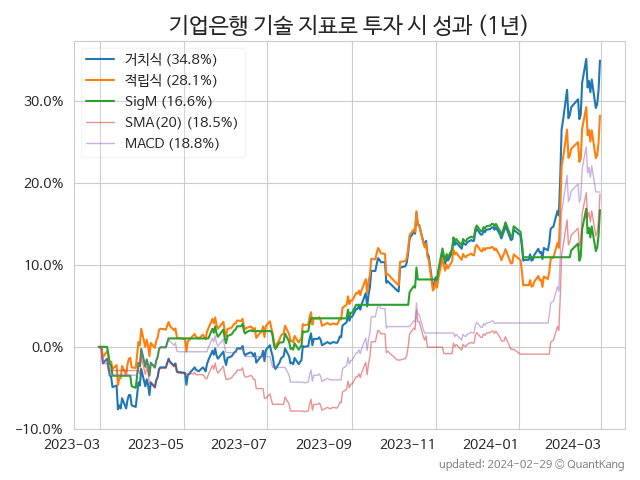 기업은행 기술 지표로 투자 시 성과 (1년)
거치식 (34.8%)
적립식 (28.1%)
SigM (16.6%)
SMA(20) (18.5%)
MACD (18.8%)
30.0%
20.0%
10.0%
0.0%
−10.0%
2023-03 2023-05 2023-07 2023-09 2023-11 2024-01 2024-03
updated: 2024-02-29 © QuantKang